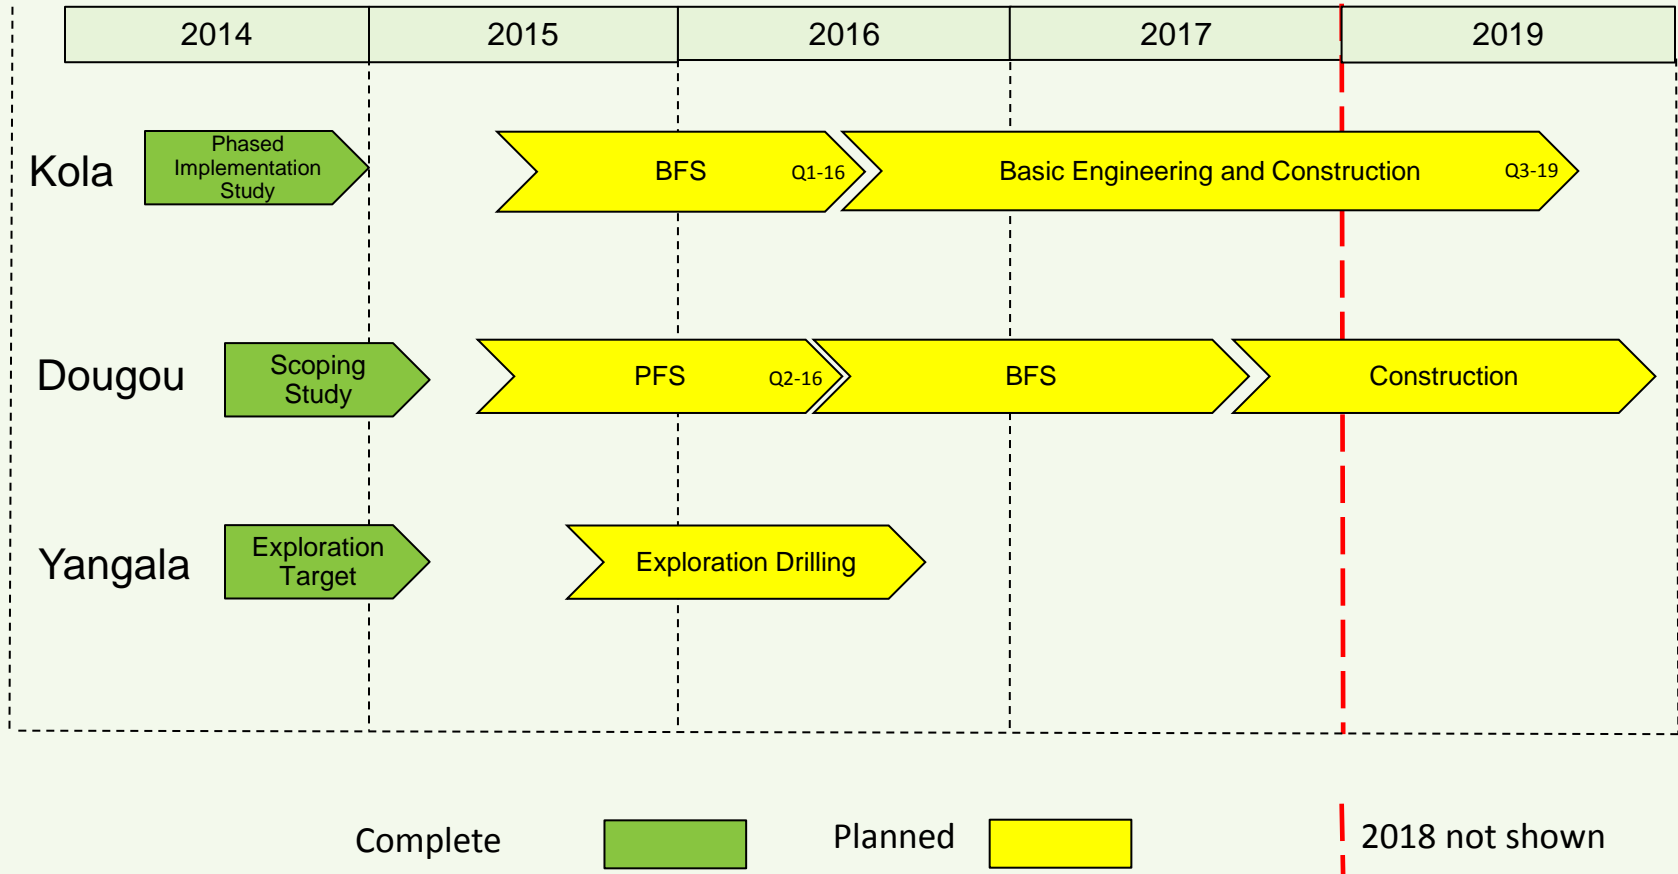 2014 2015 2016 2017 2019
Kola
Phased
Implementation
Study
BFS Q1-16
Basic Engineering and Construction Q3-19
Dougou
Scoping
Study
PFS Q2-16
BFS
Construction
Yangala
Exploration
Target
Exploration Drilling
Complete
Planned
2018 not shown